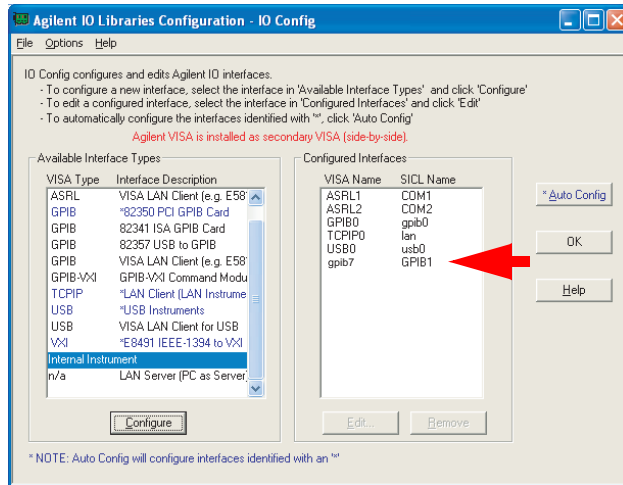 Agilent IO Libraries Configuration - IO Config
File Options Help
IO Config configures and edits Agilent IO interfaces.
- To configure a new interface, select the interface in 'Available Interface Types' and click 'Configure'
- To edit a configured interface, select the interface in 'Configured Interfaces' and click 'Edit'
- To automatically configure the interfaces identified with '*', click 'Auto Config'
Agilent VISA is installed as secondary VISA (side-by-side).
Available Interface Types
VISA Type Interface Description
ASRL VISA LAN Client (e.g. E58
GPIB *82350 PCI GPIB Card
GPIB 82341 ISA GPIB Card
GPIB 82357 USB to GPIB
GPIB VISA LAN Client (e.g. E58
GPIB-VXI GPIB-VXI Command Modu
TCPIP *LAN Client (LAN Instrume
USB *USB Instruments
USB VISA LAN Client for USB
VXI *E8491 IEEE-1394 to VXI
Internal Instrument
n/a LAN Server (PC as Server)
Configure
Configured Interfaces
VISA Name SICL Name
ASRL1 COM1
ASRL2 COM2
GPIB0 gpib0
TCPIP0 lan
USB0 usb0
gpib7 GPIB1
Edit... Remove
* Auto Config
OK
Help
* NOTE: Auto Config will configure interfaces identified with an '*'